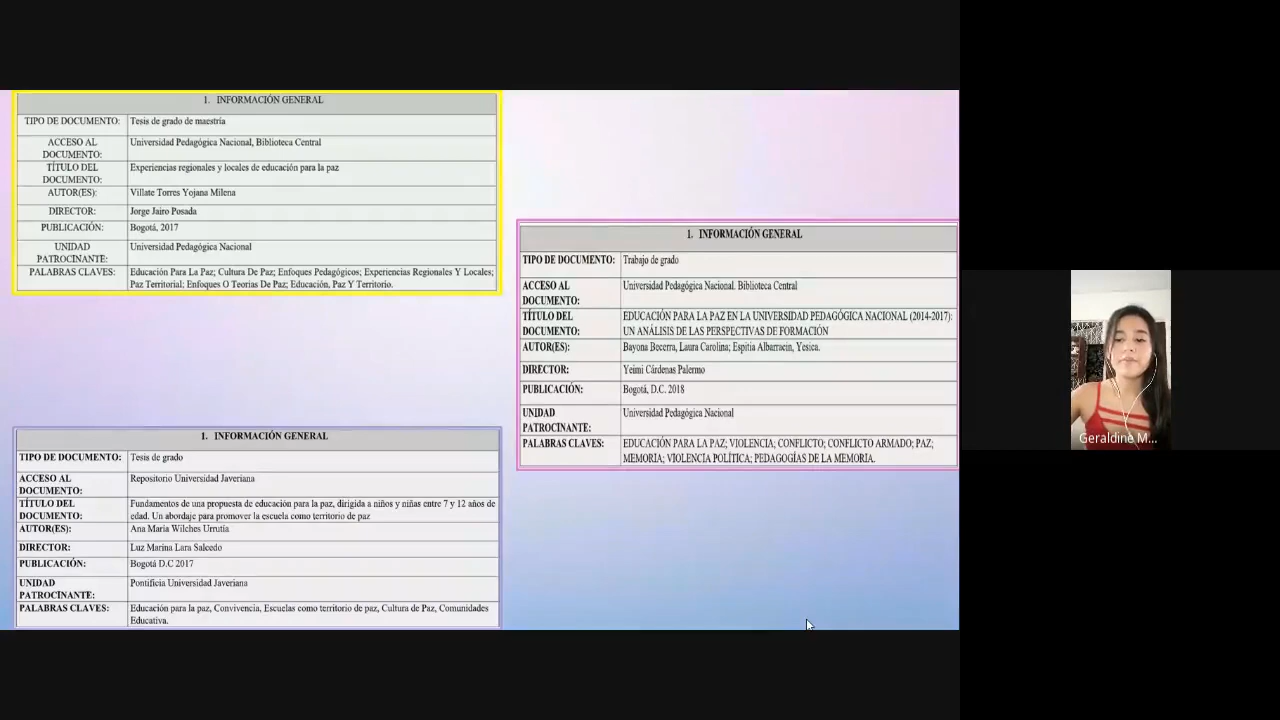 1. INFORMACIÓN GENERAL
TIPO DE DOCUMENTO: Tesis de grado de maestría
ACCESO AL Universidad Pedagógica Nacional, Biblioteca Central
DOCUMENTO:
TÍTULO DEL Experiencias regionales y locales de educación para la paz
DOCUMENTO:
AUTOR(ES): Villate Torres Yojana Milena
DIRECTOR: Jorge Jairo Posada
PUBLICACIÓN: Bogotá, 2017
UNIDAD Universidad Pedagógica Nacional
PATROCINANTE:
PALABRAS CLAVES: Educación Para La Paz; Cultura De Paz; Enfoques Pedagógicos; Experiencias Regionales Y Locales;
Paz Territorial; Enfoques O Teorías De Paz; Educación, Paz Y Territorio.
1. INFORMACIÓN GENERAL
TIPO DE DOCUMENTO: Tesis de grado
ACCESO AL Repositorio Universidad Javeriana
DOCUMENTO:
TÍTULO DEL Fundamentos de una propuesta de educación para la paz, dirigida a niños y niñas entre 7 y 12 años de
DOCUMENTO: edad. Un abordaje para promover la escuela como territorio de paz
AUTOR(ES): Ana María Wilches Urrutia
DIRECTOR: Luz Marina Lara Salcedo
PUBLICACIÓN: Bogotá D.C 2017
UNIDAD Pontificia Universidad Javeriana
PATROCINANTE:
PALABRAS CLAVES: Educación para la paz, Convivencia, Escuelas como territorio de paz, Cultura de Paz, Comunidades
Educativa.
1. INFORMACIÓN GENERAL
TIPO DE DOCUMENTO: Trabajo de grado
ACCESO AL Universidad Pedagógica Nacional. Biblioteca Central
DOCUMENTO:
TÍTULO DEL EDUCACIÓN PARA LA PAZ EN LA UNIVERSIDAD PEDAGÓGICA NACIONAL (2014-2017):
DOCUMENTO: UN ANÁLISIS DE LAS PERSPECTIVAS DE FORMACIÓN
AUTOR(ES): Bayona Becerra, Laura Carolina; Espitia Albarracín, Yesica.
DIRECTOR: Yeimi Cárdenas Palermo
PUBLICACIÓN: Bogotá, D.C. 2018
UNIDAD Universidad Pedagógica Nacional
PATROCINANTE:
PALABRAS CLAVES: EDUCACIÓN PARA LA PAZ; VIOLENCIA; CONFLICTO; CONFLICTO ARMADO; PAZ;
MEMORIA; VIOLENCIA POLÍTICA; PEDAGOGÍAS DE LA MEMORIA.
Geraldine M...